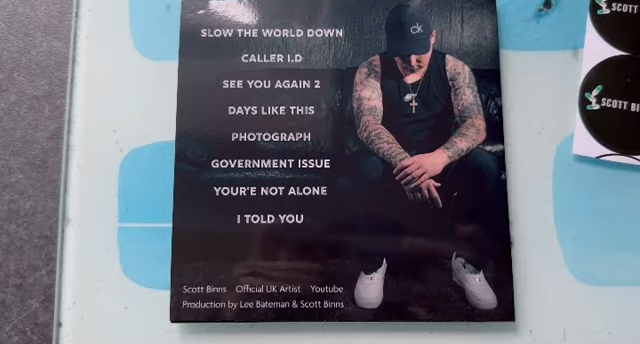 SLOW THE WORLD DOWN
CALLER I.D
SEE YOU AGAIN 2
DAYS LIKE THIS
PHOTOGRAPH
GOVERNMENT ISSUE
YOUR'E NOT ALONE
I TOLD YOU
Scott Binns Official UK Artist Youtube
Production by Lee Bateman & Scott Binns
ck
SCOTT
SCOTT BI